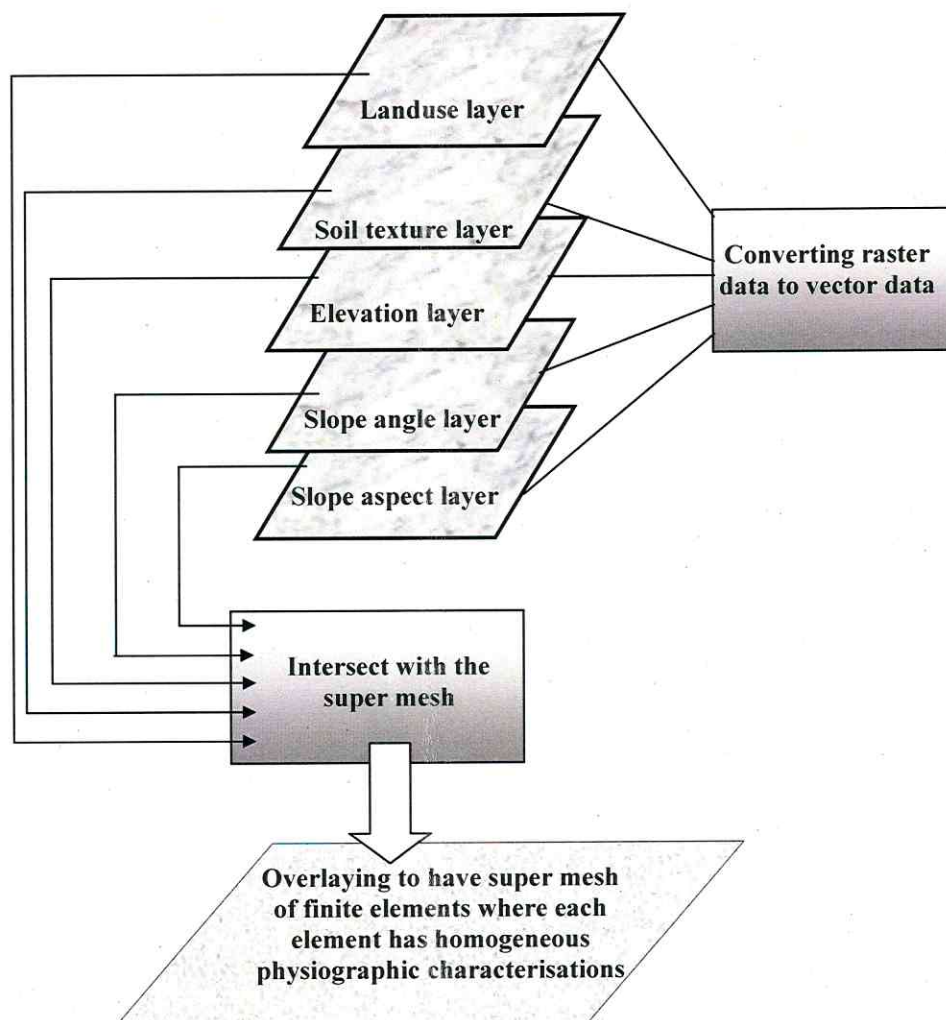 Landuse layer
Soil texture layer
Elevation layer
Slope angle layer
Slope aspect layer
Converting raster
data to vector data
Intersect with the
super mesh
Overlaying to have super mesh
of finite elements where each
element has homogeneous
physiographic characterisations